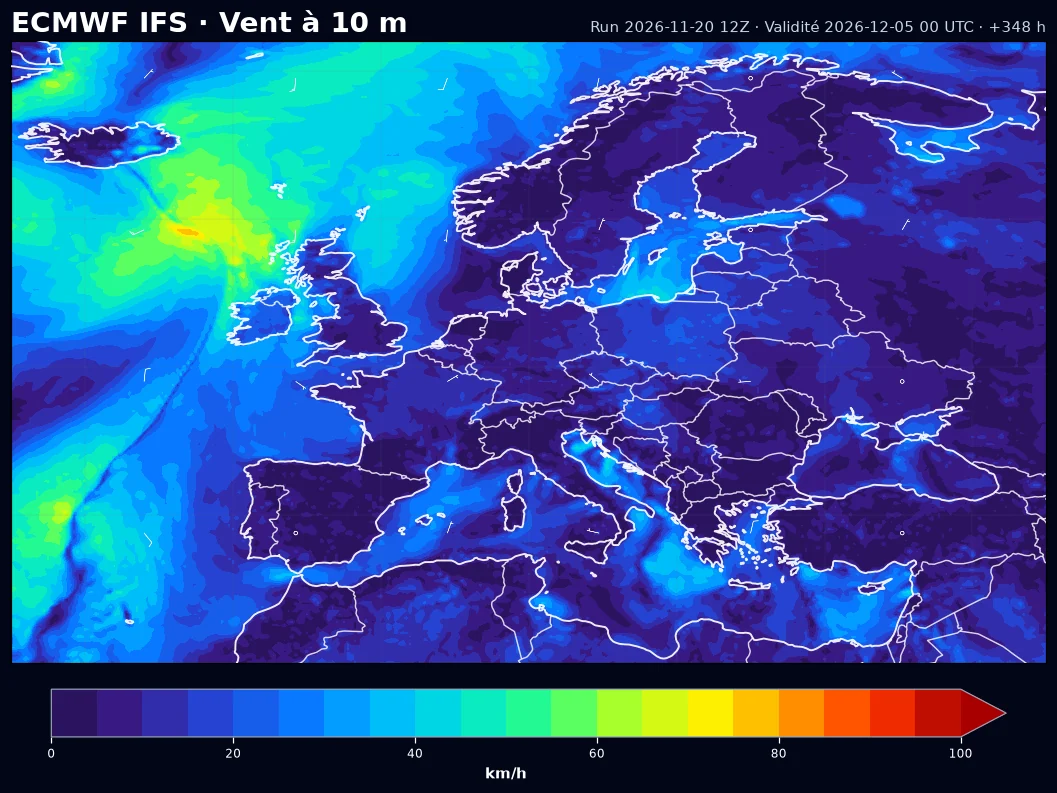 ECMWF IFS · Vent à 10 m
Run 2026-11-20 12Z · Validité 2026-12-05 00 UTC · +348 h
0 20 40 60 80 100
km/h